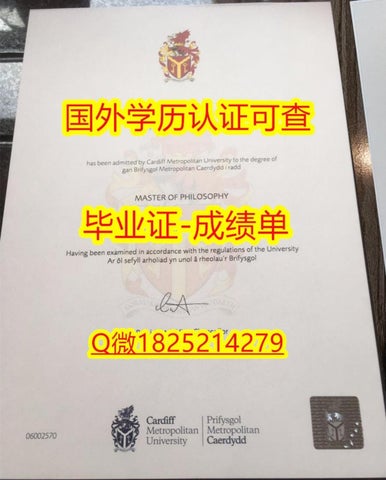 国外学历认证可查
has been admitted by Cardiff Metropolitan University to the degree of
gan Brifysgol Metropolitan Caerdydd i radd
MASTER OF PHILOSOPHY
毕业证-成绩单
Having been examined in accordance with the regulations of the University
Ar ôl sefyll arholiad yn unol â rheolau'r Brifysgol
Q微1825214279
06002570
Cardiff
Metropolitan
University
Prifysgol
Metropolitan
Caerdydd